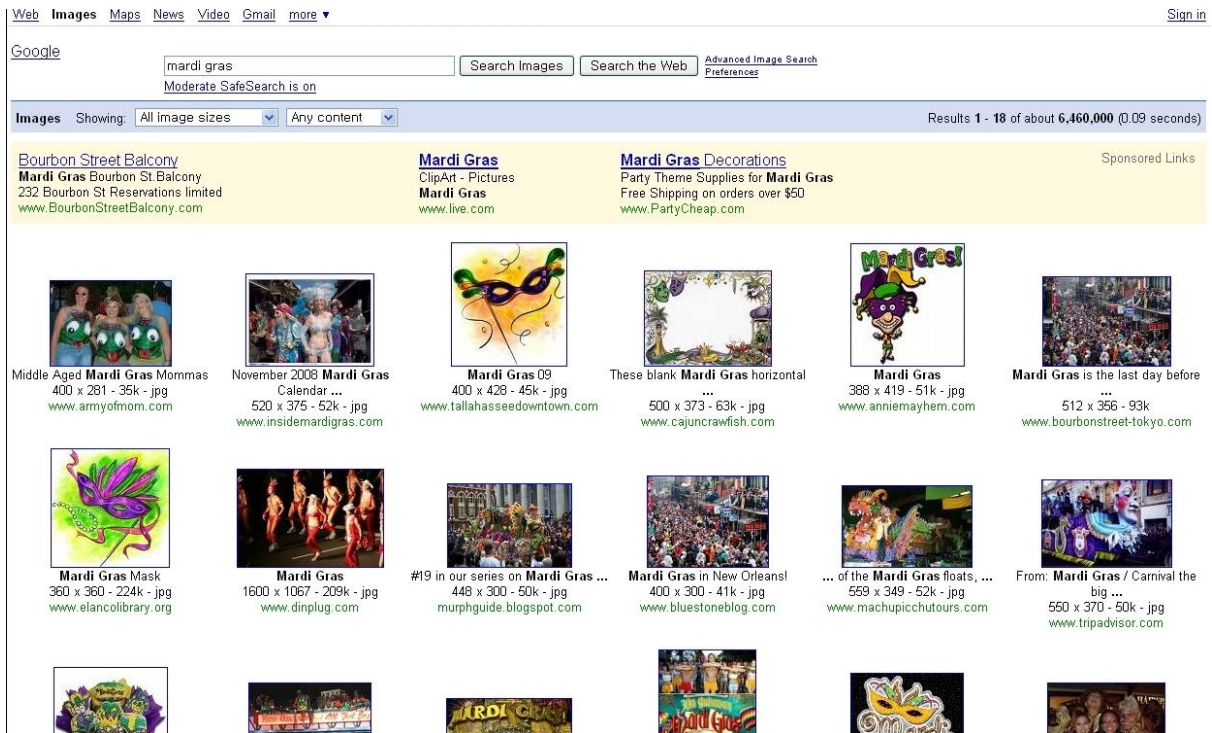 Web Images Maps News Video Gmail more ▼ Sign in
Google
mardi gras Search Images Search the Web Advanced Image Search
Preferences
Moderate SafeSearch is on
Images Showing: All image sizes Any content Results 1 - 18 of about 6,460,000 (0.09 seconds)
Bourbon Street Balcony
Mardi Gras Bourbon St.Balcony
232 Bourbon St Reservations limited
www.BourbonStreetBalcony.com
Mardi Gras
ClipArt - Pictures
Mardi Gras
www.live.com
Mardi Gras Decorations
Party Theme Supplies for Mardi Gras
Free Shipping on orders over $50
www.PartyCheap.com
Sponsored Links
Middle Aged Mardi Gras Mommas
400 x 281 - 35k - jpg
www.armyofmom.com
November 2008 Mardi Gras
Calendar ...
520 x 375 - 52k - jpg
www.insidemardigras.com
Mardi Gras 09
400 x 428 - 45k - jpg
www.tallahasseedowntown.com
These blank Mardi Gras horizontal
...
500 x 373 - 63k - jpg
www.cajuncrawfish.com
Mardi Gras!
Mardi Gras
388 x 419 - 51k - jpg
www.anniemayhem.com
Mardi Gras is the last day before
...
512 x 356 - 93k
www.bourbonstreet-tokyo.com
Mardi Gras Mask
360 x 360 - 224k - jpg
www.elancolibrary.org
Mardi Gras
1600 x 1067 - 209k - jpg
www.dinplug.com
#19 in our series on Mardi Gras ...
448 x 300 - 50k - jpg
murphguide.blogspot.com
Mardi Gras in New Orleans!
400 x 300 - 41k - jpg
www.bluestoneblog.com
... of the Mardi Gras floats, ...
559 x 349 - 52k - jpg
www.machupicchutours.com
From: Mardi Gras / Carnival the
big ...
550 x 370 - 50k - jpg
www.tripadvisor.com
Mardi Gras
MARDI GRAS
Mardi Gras
Mardi